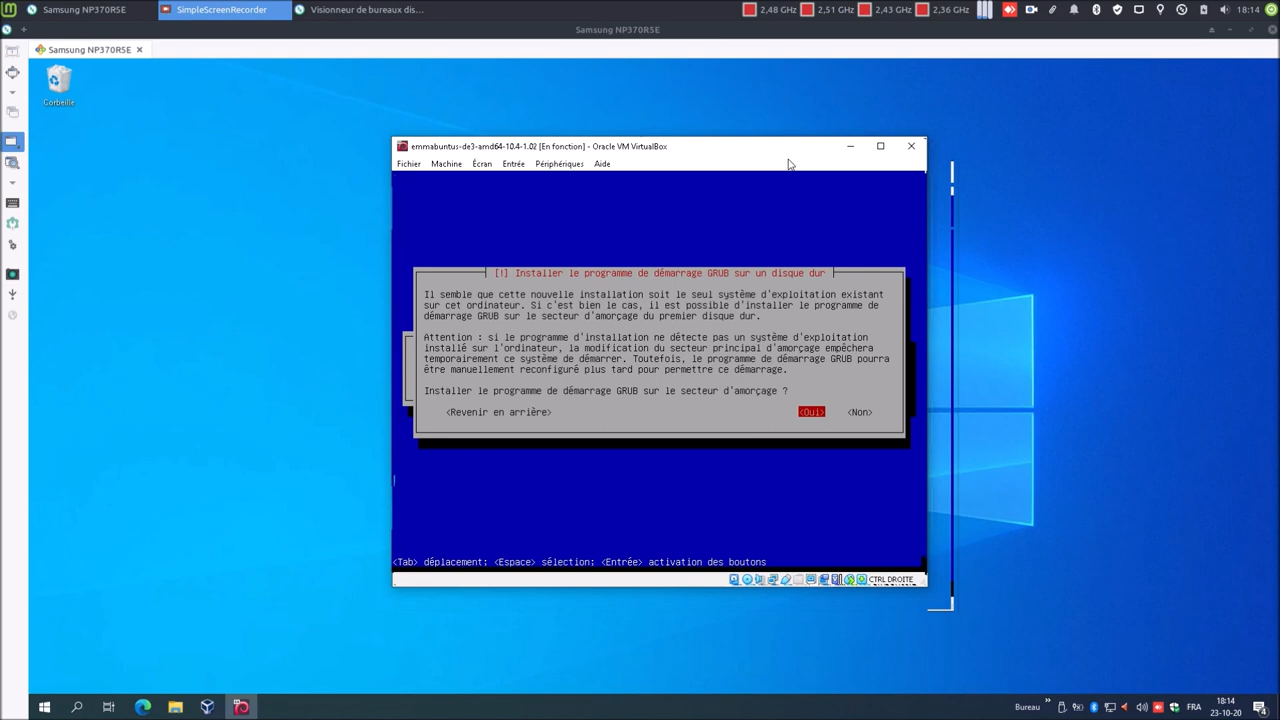 Samsung NP370R5E
SimpleScreenRecorder
Visionneur de bureaux dis...
2,48 GHz
2,51 GHz
2,43 GHz
2,36 GHz
18:14
Samsung NP370R5E
Samsung NP370R5E
Corbeille
emmabuntus-de3-amd64-10.4-1.02 [En fonction] - Oracle VM VirtualBox
Fichier Machine Écran Entrée Périphériques Aide
[!] Installer le programme de démarrage GRUB sur un disque dur
Il semble que cette nouvelle installation soit le seul système d'exploitation existant
sur cet ordinateur. Si c'est bien le cas, il est possible d'installer le programme de
démarrage GRUB sur le secteur d'amorçage du premier disque dur.
Attention : si le programme d'installation ne détecte pas un système d'exploitation
installé sur l'ordinateur, la modification du secteur principal d'amorçage empêchera
temporairement ce système de démarrer. Toutefois, le programme de démarrage GRUB pourra
être manuellement reconfiguré plus tard pour permettre ce démarrage.
Installer le programme de démarrage GRUB sur le secteur d'amorçage ?
<Revenir en arrière> <Oui> <Non>
<Tab> déplacement; <Espace> sélection; <Entrée> activation des boutons
CTRL DROITE
Bureau
FRA
18:14
23-10-20
4